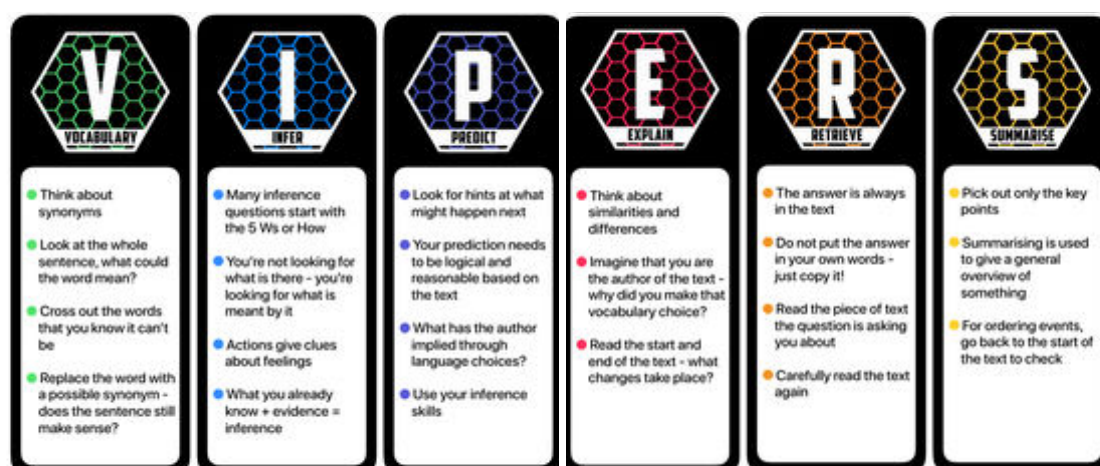 V
VOCABULARY
Think about
synonyms
Look at the whole
sentence, what could
the word mean?
Cross out the words
that you know it can't
be
Replace the word with
a possible synonym -
does the sentence still
make sense?
I
INFER
Many inference
questions start with
the 5 Ws or How
You're not looking for
what is there - you're
looking for what is
meant by it
Actions give clues
about feelings
What you already
know + evidence =
inference
P
PREDICT
Look for hints at what
might happen next
Your prediction needs
to be logical and
reasonable based on
the text
What has the author
implied through
language choices?
Use your inference
skills
E
EXPLAIN
Think about
similarities and
differences
Imagine that you are
the author of the text -
why did you make that
vocabulary choice?
Read the start and
end of the text - what
changes take place?
R
RETRIEVE
The answer is always
in the text
Do not put the answer
in your own words -
just copy it!
Read the piece of text
the question is asking
you about
Carefully read the text
again
S
SUMMARISE
Pick out only the key
points
Summarising is used
to give a general
overview of
something
For ordering events,
go back to the start of
the text to check